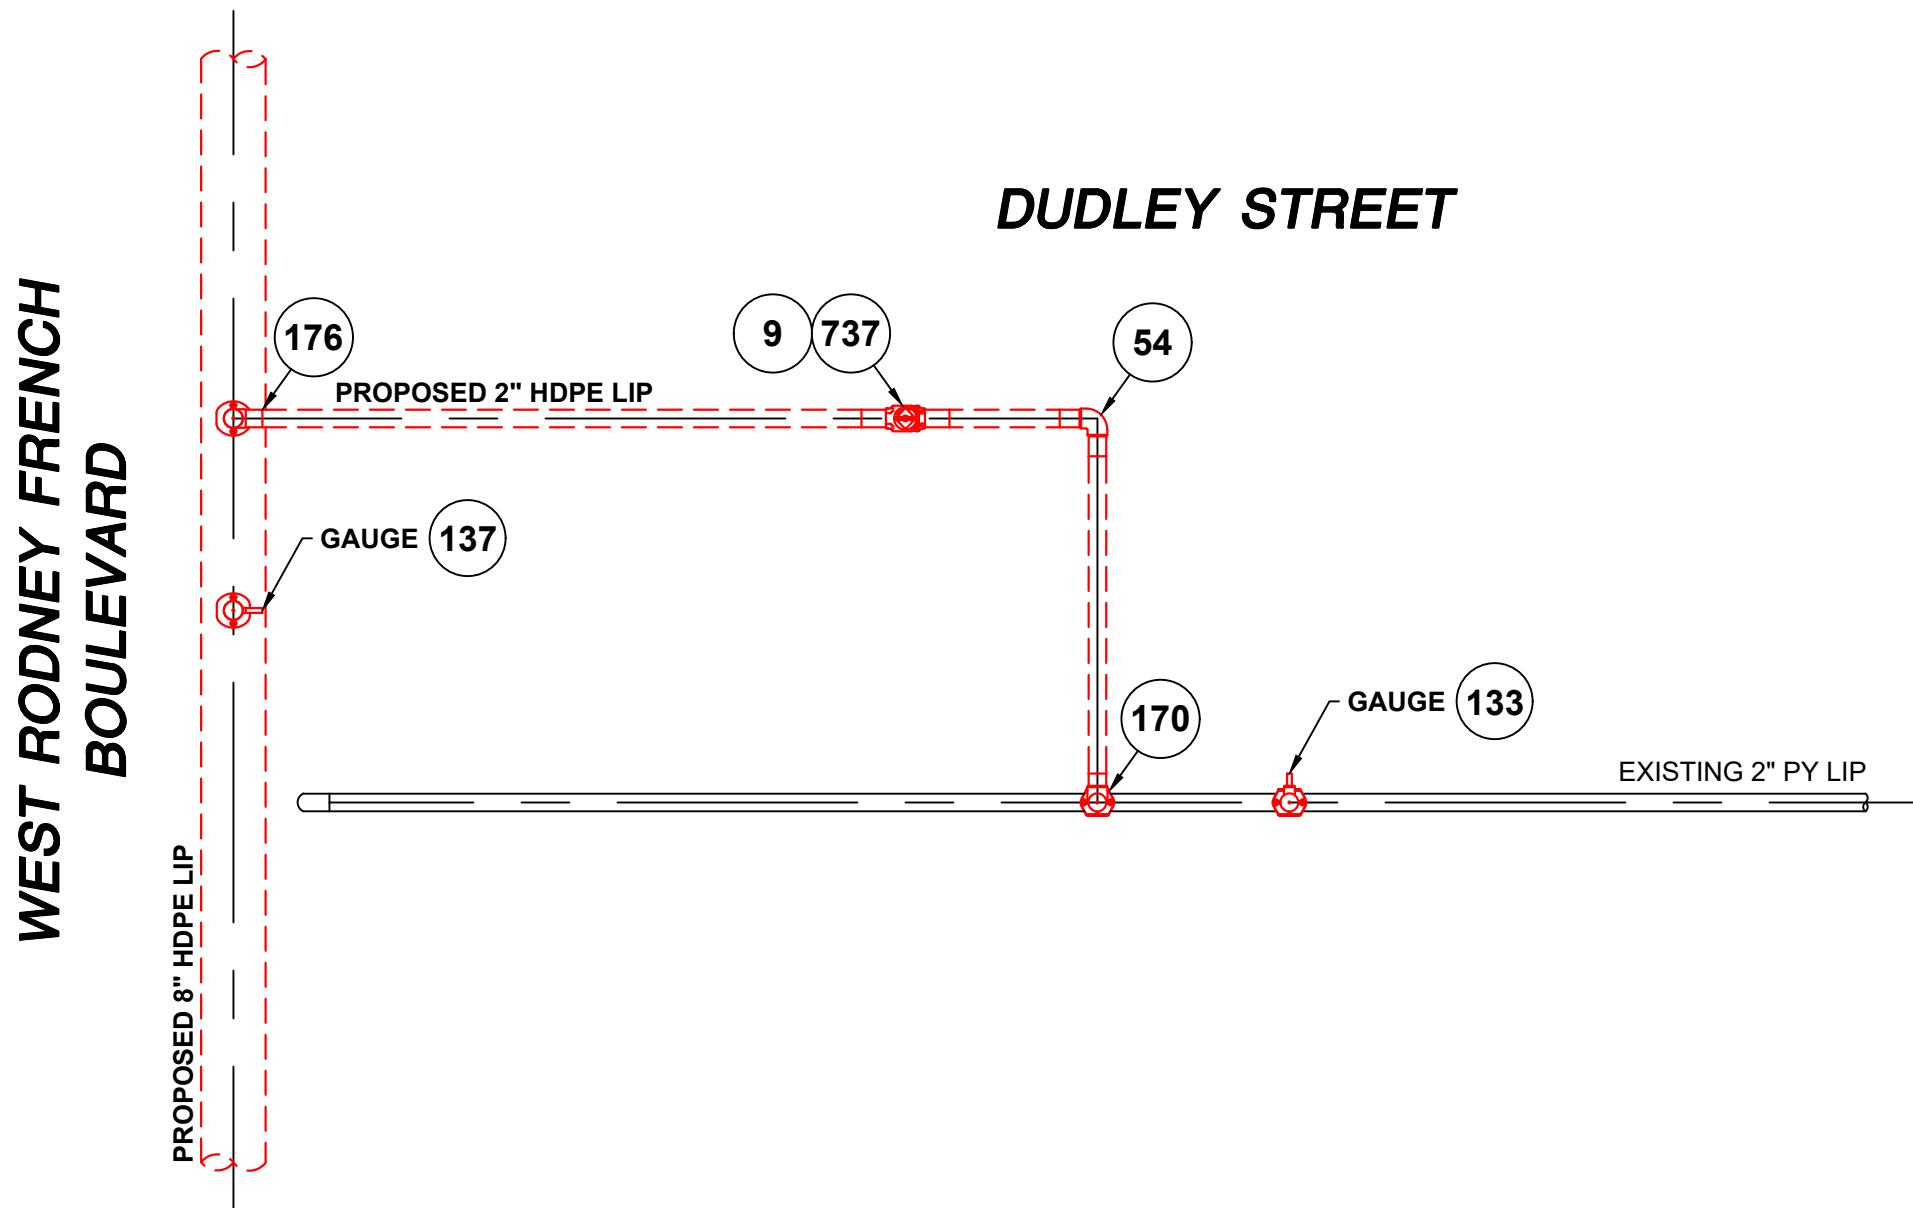 DUDLEY STREET
WEST RODNEY FRENCH
BOULEVARD
176
9
737
54
PROPOSED 2" HDPE LIP
GAUGE 137
170
GAUGE 133
EXISTING 2" PY LIP
PROPOSED 8" HDPE LIP